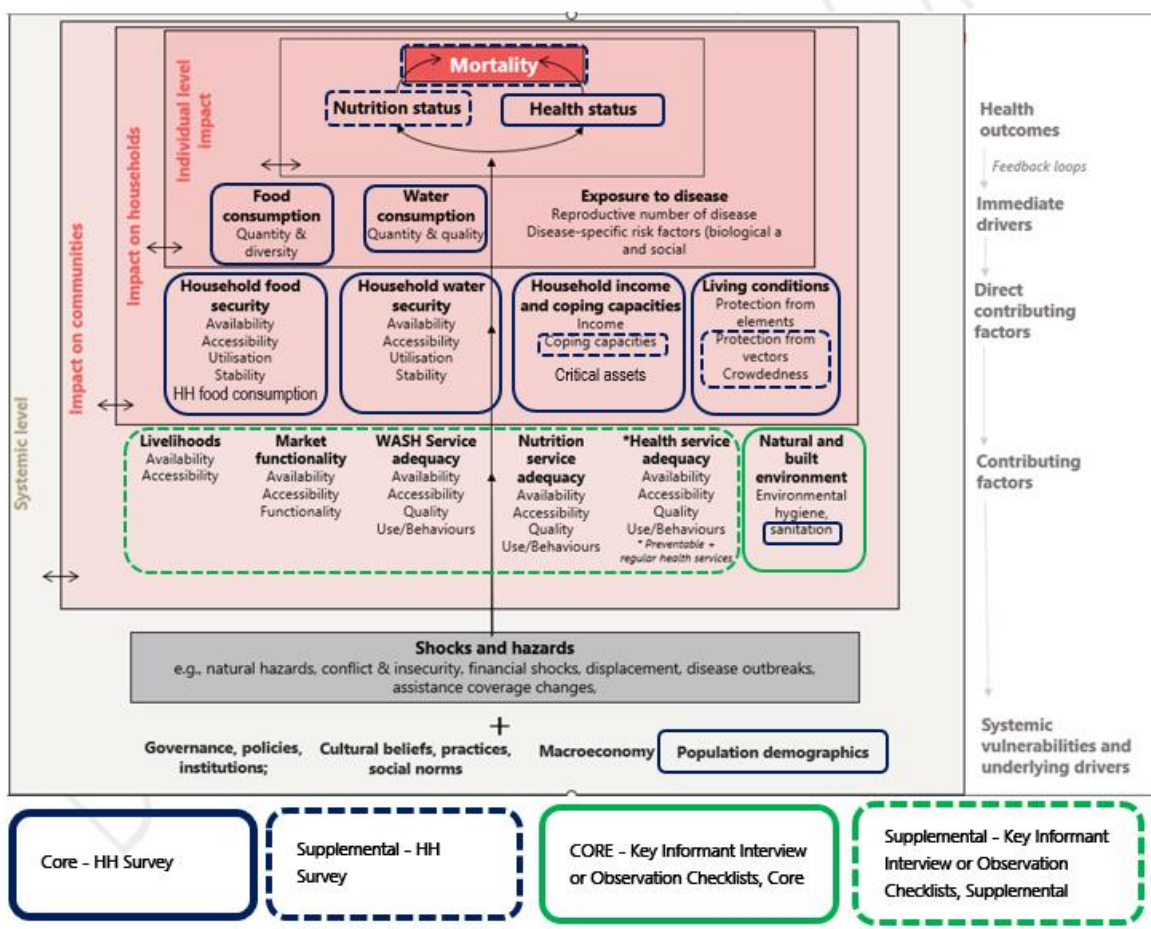 Mortality
Nutrition status
Health status
Individual level
impact
Impact on households
Impact on communities
Systemic level
Food
consumption
Quantity &
diversity
Water
consumption
Quantity & quality
Exposure to disease
Reproductive number of disease
Disease-specific risk factors (biological a
and social
Household food
security
Availability
Accessibility
Utilisation
Stability
HH food consumption
Household water
security
Availability
Accessibility
Utilisation
Stability
Household income
and coping capacities
Income
Coping capacities
Critical assets
Living conditions
Protection from
elements
Protection from
vectors
Crowdedness
Livelihoods
Availability
Accessibility
Market
functionality
Availability
Accessibility
Functionality
WASH Service
adequacy
Availability
Accessibility
Quality
Use/Behaviours
Nutrition
service
adequacy
Availability
Accessibility
Quality
Use/Behaviours
*Health service
adequacy
Availability
Accessibility
Quality
Use/Behaviours
* Preventable +
regular health services
Natural and
built
environment
Environmental
hygiene,
sanitation
Shocks and hazards
e.g., natural hazards, conflict & insecurity, financial shocks, displacement, disease outbreaks,
assistance coverage changes,
+
Governance, policies,
institutions;
Cultural beliefs, practices,
social norms
Macroeconomy
Population demographics
Health
outcomes
Feedback loops
Immediate
drivers
Direct
contributing
factors
Contributing
factors
Systemic
vulnerabilities and
underlying drivers
Core – HH Survey
Supplemental – HH
Survey
CORE – Key Informant Interview
or Observation Checklists, Core
Supplemental – Key Informant
Interview or Observation
Checklists, Supplemental